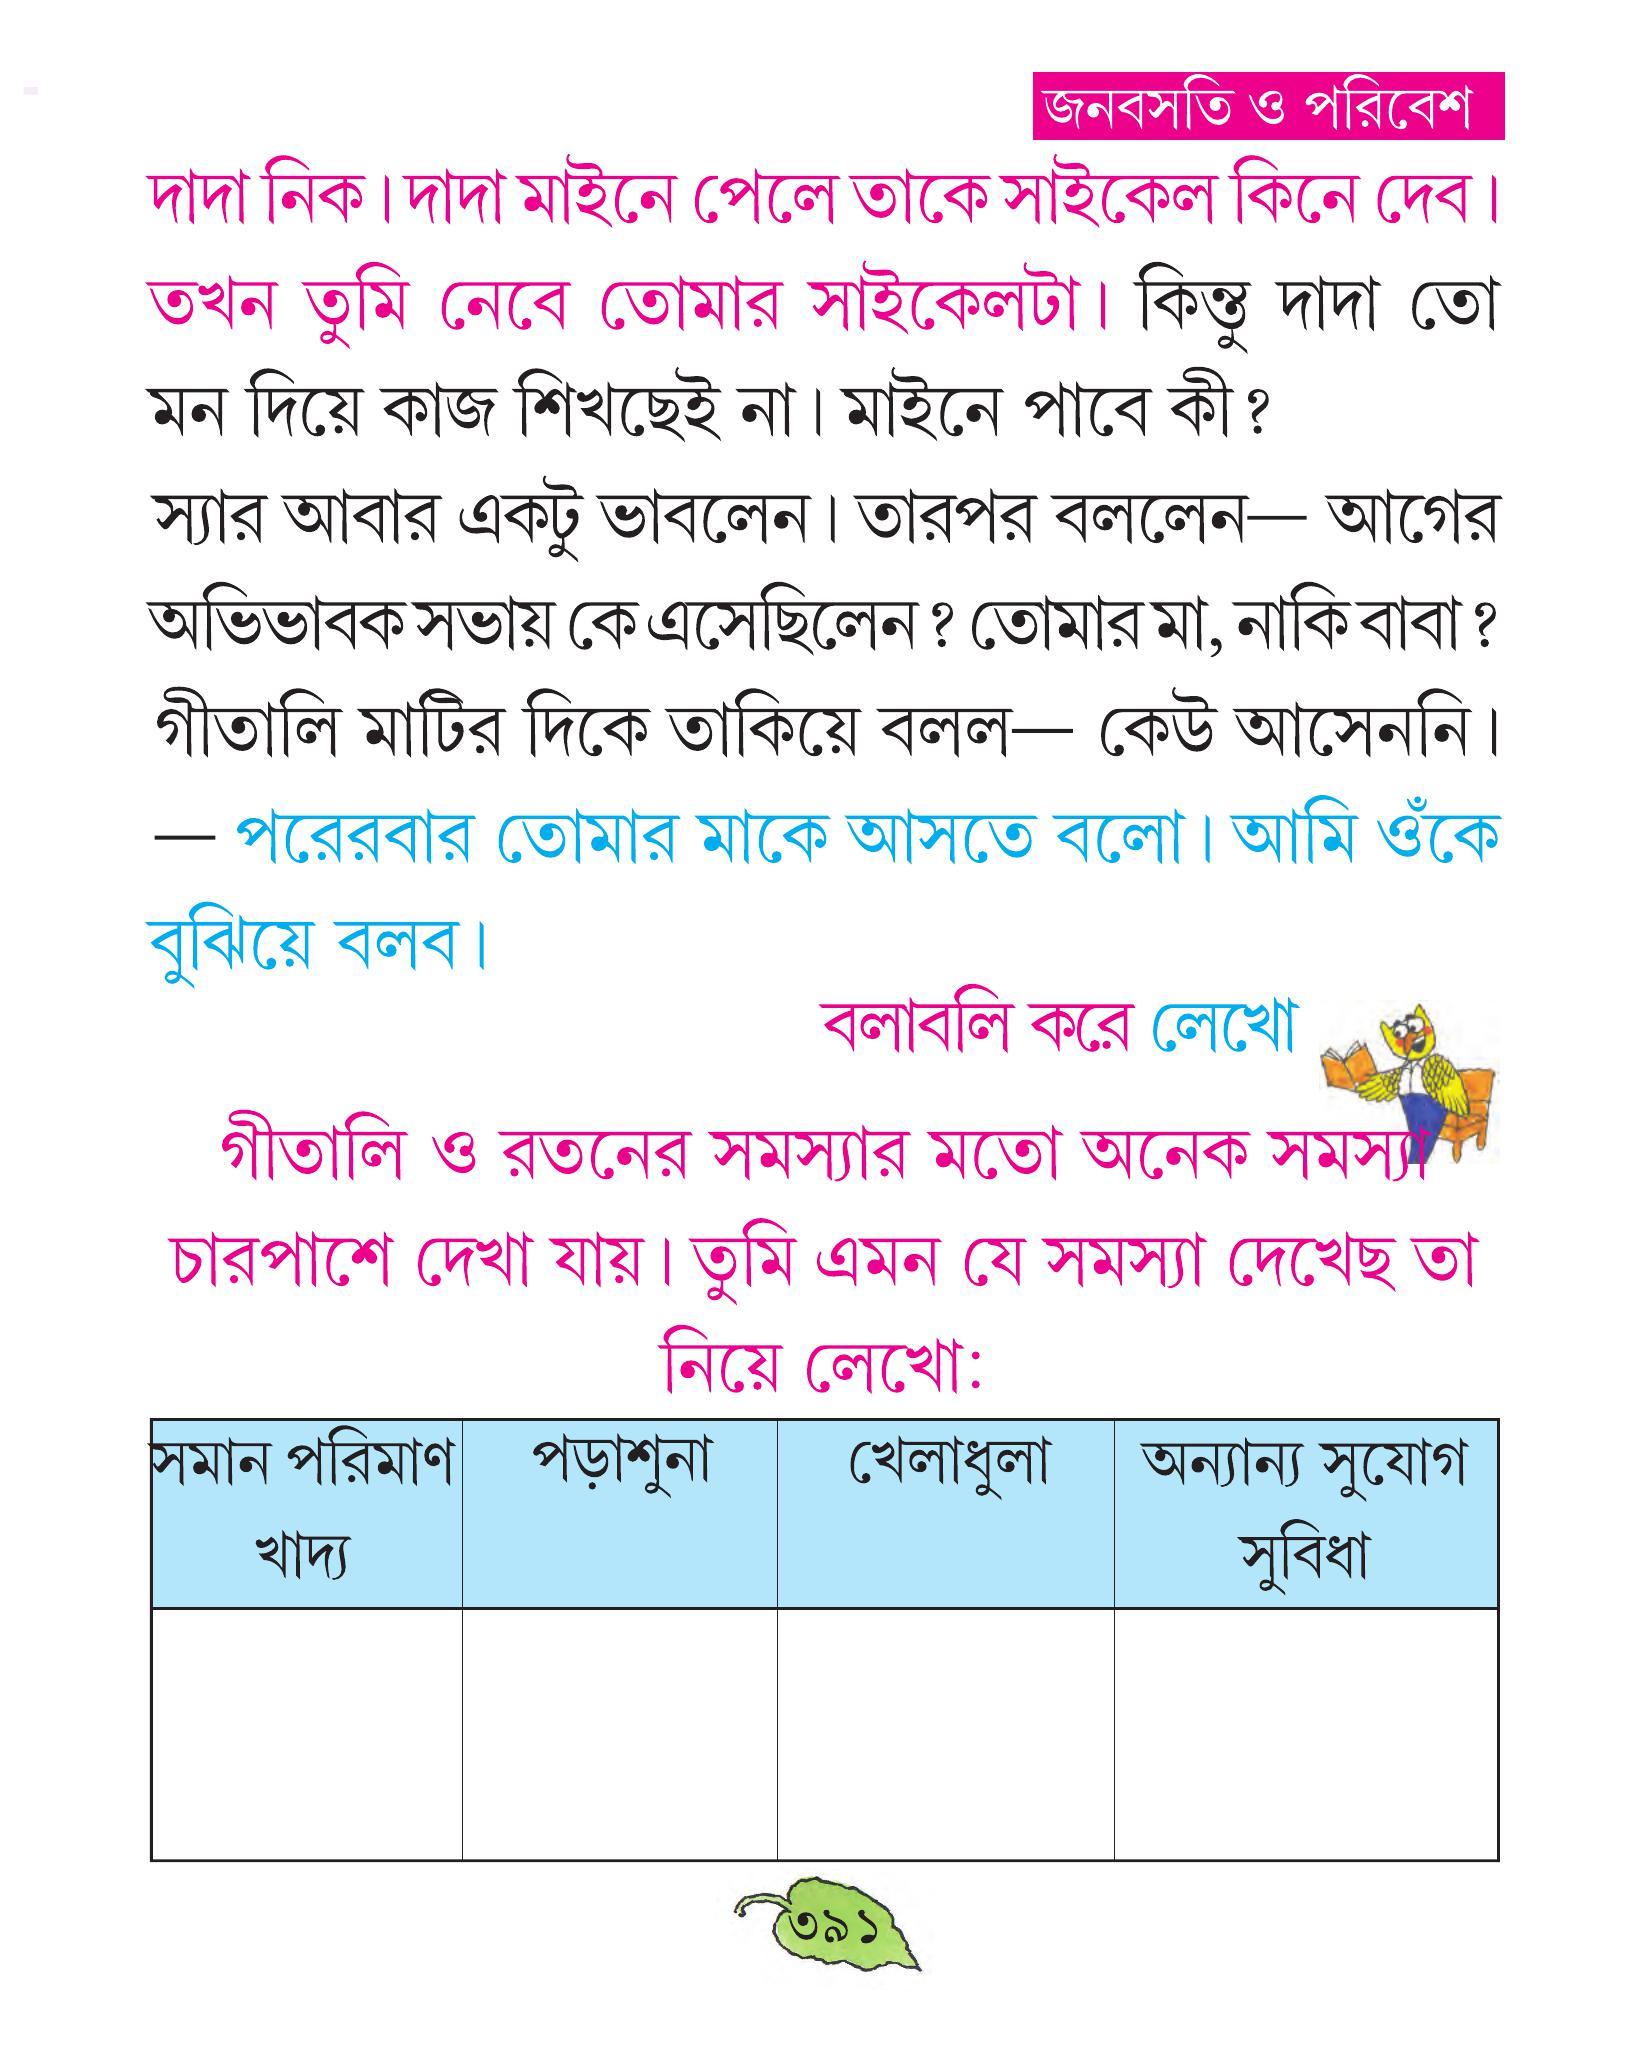 জনবসতি ও পরিবেশ
দাদা নিক। দাদা মাইনে পেলে তাকে সাইকেল কিনে দেব।
তখন তুমি নেবে তোমার সাইকেলটা। কিন্তু দাদা তো
মন দিয়ে কাজ শিখছেই না। মাইনে পাবে কী?
স্যার আবার একটু ভাবলেন। তারপর বললেন— আগের
অভিভাবক সভায় কে এসেছিলেন? তোমার মা, নাকি বাবা?
গীতালি মাটির দিকে তাকিয়ে বলল— কেউ আসেননি।
— পরেরবার তোমার মাকে আসতে বলো। আমি ওঁকে
বুঝিয়ে বলব।
বলাবলি করে লেখো
গীতালি ও রতনের সমস্যার মতো অনেক সমস্যা
চারপাশে দেখা যায়। তুমি এমন যে সমস্যা দেখেছ তা
নিয়ে লেখো:
সমান পরিমাণ খাদ্য
পড়াশুনা
খেলাধুলা
অন্যান্য সুযোগ সুবিধা
৩৯১